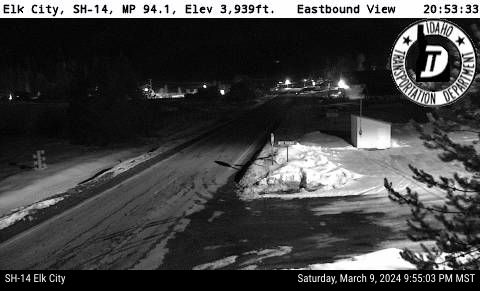 Elk City, SH-14, MP 94.1, Elev 3,939ft. Eastbound View 20:53:33
IDAHO
TRANSPORTATION DEPARTMENT
SH-14 Elk City Saturday, March 9, 2024 9:55:03 PM MST